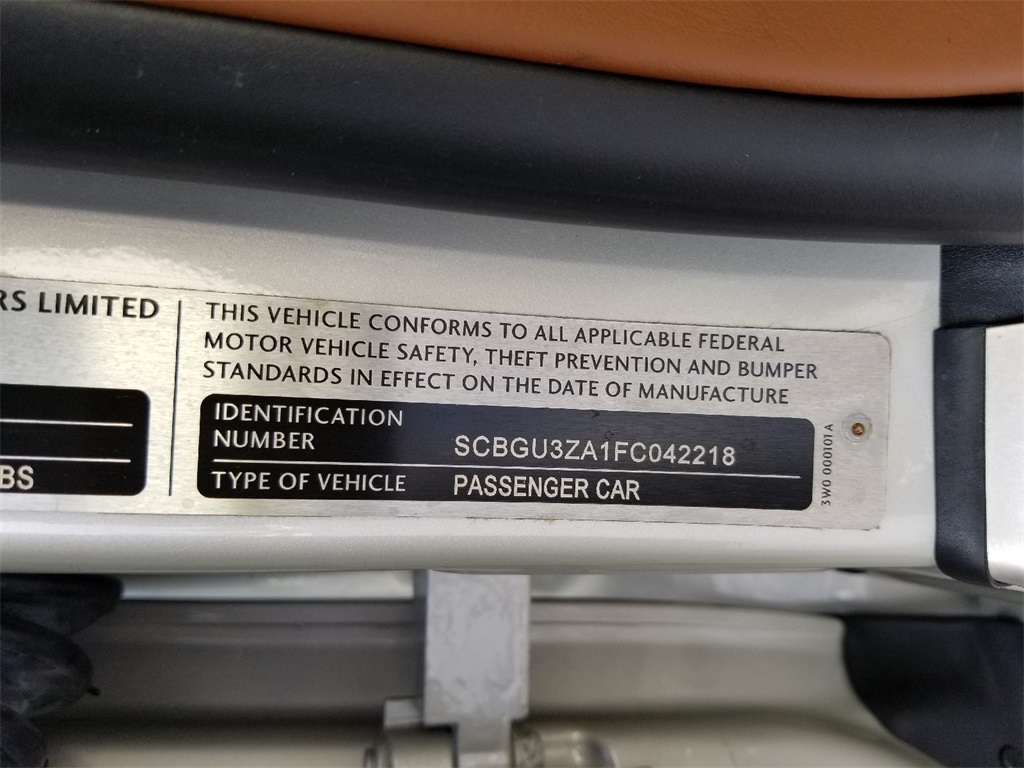 RS LIMITED
BS
THIS VEHICLE CONFORMS TO ALL APPLICABLE FEDERAL
MOTOR VEHICLE SAFETY, THEFT PREVENTION AND BUMPER
STANDARDS IN EFFECT ON THE DATE OF MANUFACTURE
IDENTIFICATION
NUMBER SCBGU3ZA1FC042218
TYPE OF VEHICLE PASSENGER CAR
3W0 000101 A